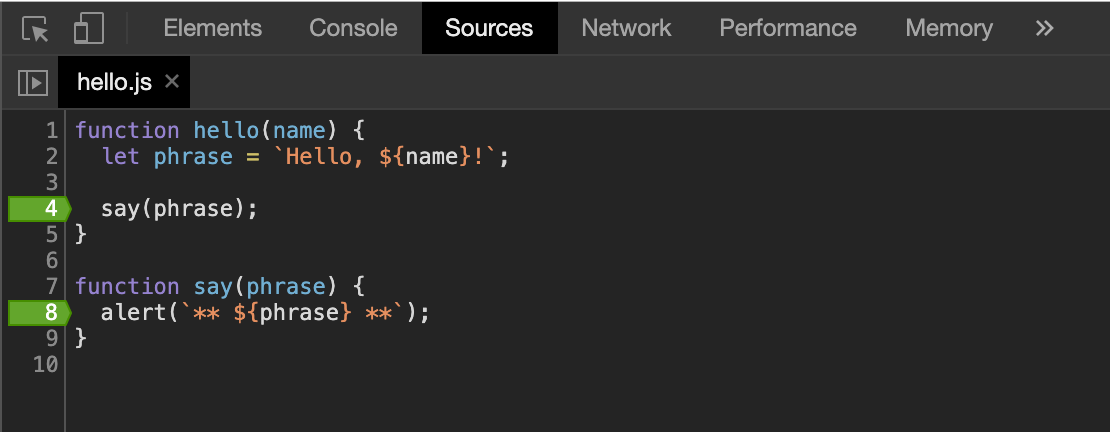 Elements Console Sources Network Performance Memory »
hello.js ×
1 function hello(name) {
2   let phrase = `Hello, ${name}!`;
3
4   say(phrase);
5 }
6
7 function say(phrase) {
8   alert(`** ${phrase} **`);
9 }
10